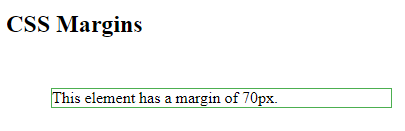 CSS Margins
This element has a margin of 70px.